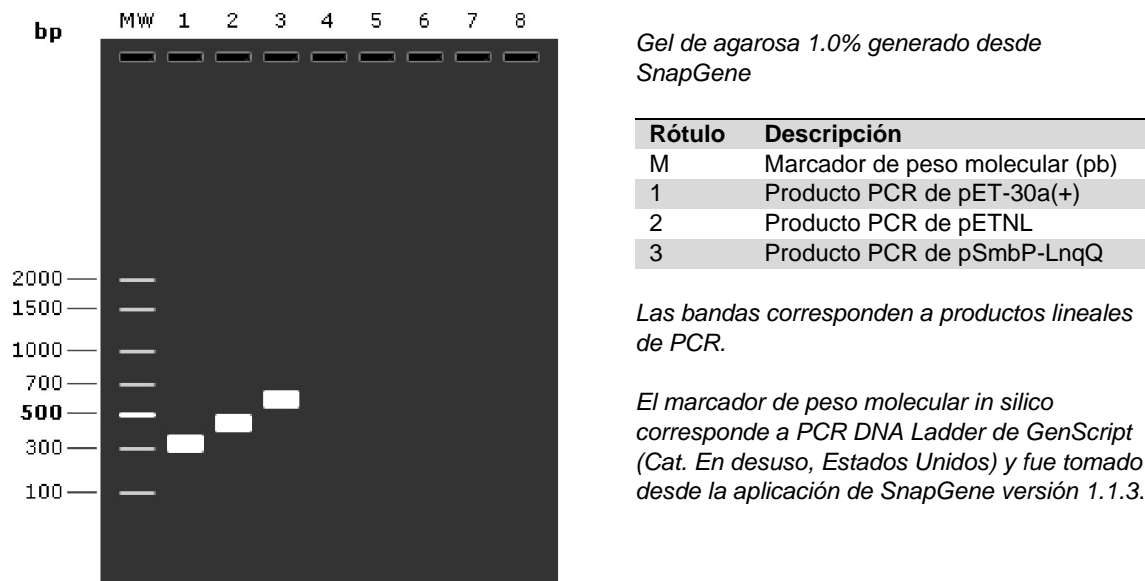 bp
MW 1 2 3 4 5 6 7 8
2000
1500
1000
700
500
300
100
Gel de agarosa 1.0% generado desde
SnapGene
Rótulo Descripción
M Marcador de peso molecular (pb)
1 Producto PCR de pET-30a(+)
2 Producto PCR de pETNL
3 Producto PCR de pSmbP-LnqQ
Las bandas corresponden a productos lineales
de PCR.
El marcador de peso molecular in silico
corresponde a PCR DNA Ladder de GenScript
(Cat. En desuso, Estados Unidos) y fue tomado
desde la aplicación de SnapGene versión 1.1.3.